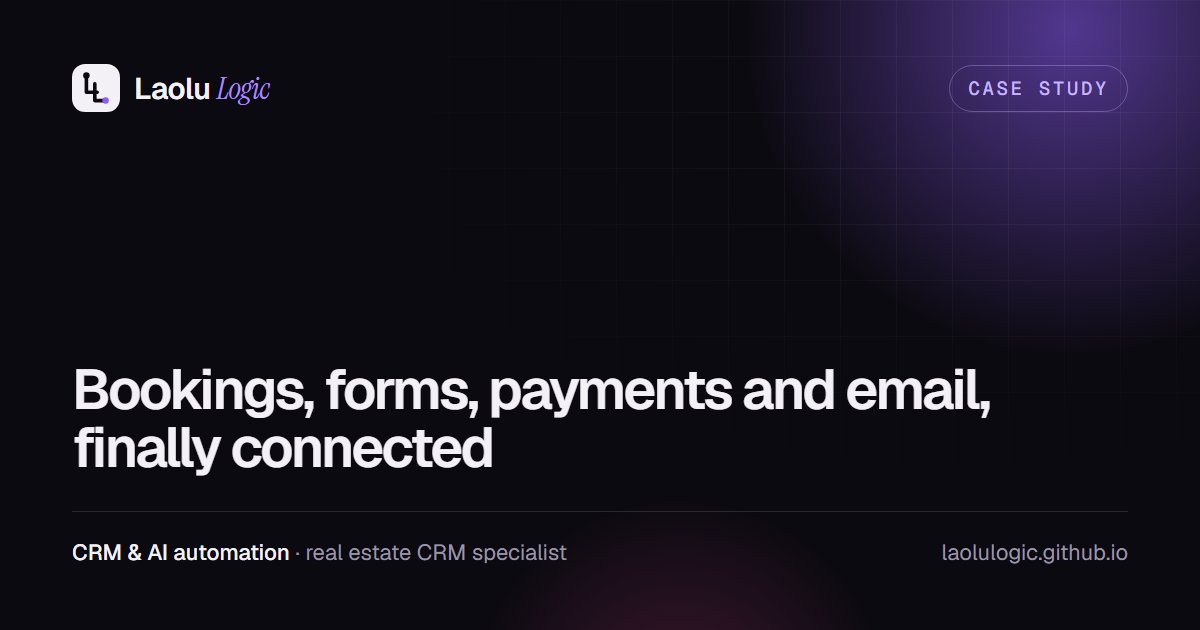 Laolu Logic
CASE STUDY
Bookings, forms, payments and email,
finally connected
CRM & AI automation · real estate CRM specialist
laolulogic.github.io